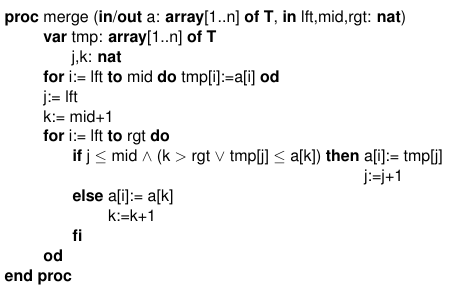 proc merge (in/out a: array[1..n] of T, in lft,mid,rgt: nat)
var tmp: array[1..n] of T
j,k: nat
for i:= lft to mid do tmp[i]:=a[i] od
j:= lft
k:= mid+1
for i:= lft to rgt do
if j ≤ mid ∧ (k > rgt ∨ tmp[j] ≤ a[k]) then a[i]:= tmp[j]
j:=j+1
else a[i]:= a[k]
k:=k+1
fi
od
end proc